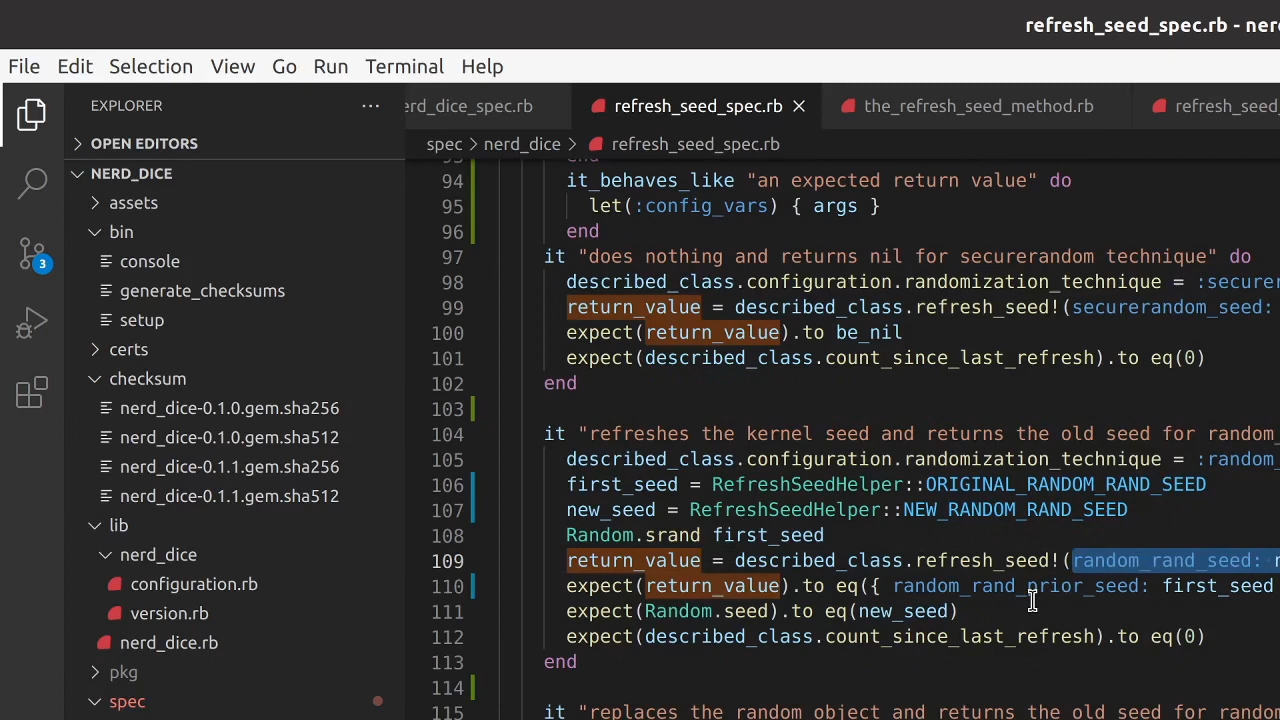 refresh_seed_spec.rb - ner
File Edit Selection View Go Run Terminal Help
EXPLORER ···
erd_dice_spec.rb refresh_seed_spec.rb × the_refresh_seed_method.rb refresh_seed_
OPEN EDITORS
NERD_DICE
assets
bin
console
generate_checksums
setup
certs
checksum
nerd_dice-0.1.0.gem.sha256
nerd_dice-0.1.0.gem.sha512
nerd_dice-0.1.1.gem.sha256
nerd_dice-0.1.1.gem.sha512
lib
nerd_dice
configuration.rb
version.rb
nerd_dice.rb
pkg
spec
3
spec > nerd_dice > refresh_seed_spec.rb
93 end
94 it_behaves_like "an expected return value" do
95 let(:config_vars) { args }
96 end
97 it "does nothing and returns nil for securerandom technique" do
98 described_class.configuration.randomization_technique = :securer
99 return_value = described_class.refresh_seed!(securerandom_seed:
100 expect(return_value).to be_nil
101 expect(described_class.count_since_last_refresh).to eq(0)
102 end
103
104 it "refreshes the kernel seed and returns the old seed for random_
105 described_class.configuration.randomization_technique = :random_
106 first_seed = RefreshSeedHelper::ORIGINAL_RANDOM_RAND_SEED
107 new_seed = RefreshSeedHelper::NEW_RANDOM_RAND_SEED
108 Random.srand first_seed
109 return_value = described_class.refresh_seed!(random_rand_seed: n
110 expect(return_value).to eq({ random_rand_prior_seed: first_seed
111 expect(Random.seed).to eq(new_seed)
112 expect(described_class.count_since_last_refresh).to eq(0)
113 end
114
115 it "replaces the random object and returns the old seed for random